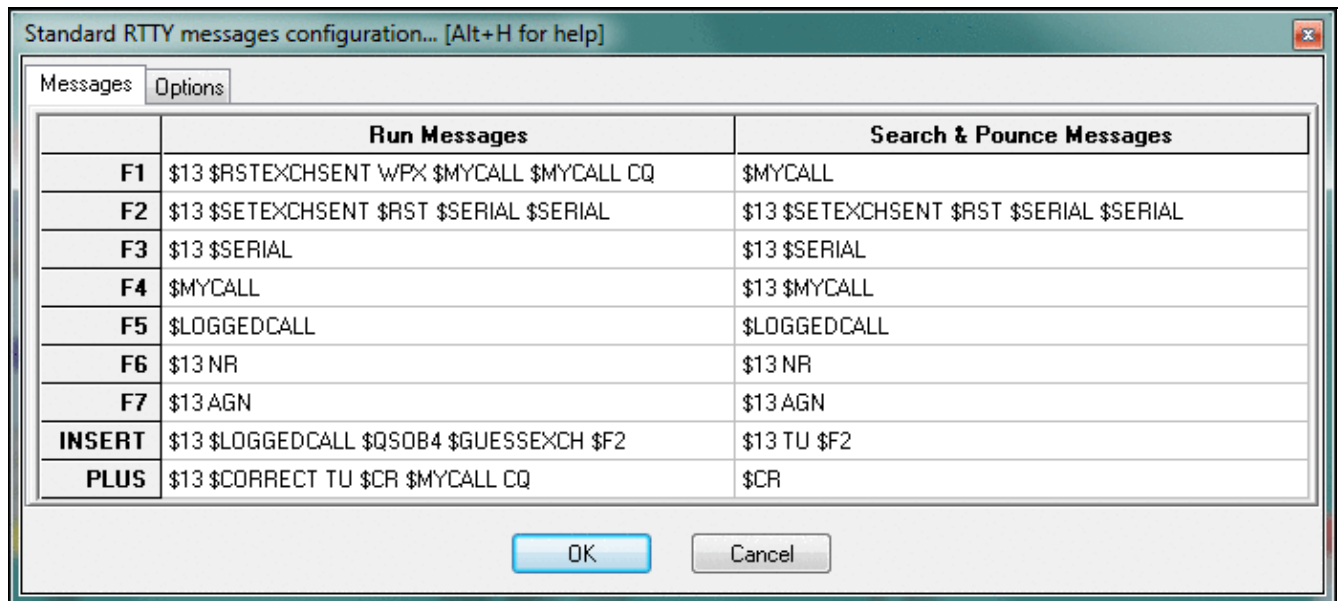 Standard RTTY messages configuration... [Alt+H for help]
Messages Options
Run Messages Search & Pounce Messages
F1 $13 $RSTEXCHSENT WPX $MYCALL $MYCALL CQ $MYCALL
F2 $13 $SETEXCHSENT $RST $SERIAL $SERIAL $13 $SETEXCHSENT $RST $SERIAL $SERIAL
F3 $13 $SERIAL $13 $SERIAL
F4 $MYCALL $13 $MYCALL
F5 $LOGGEDCALL $LOGGEDCALL
F6 $13 NR $13 NR
F7 $13 AGN $13 AGN
INSERT $13 $LOGGEDCALL $QSOB4 $GUESSEXCH $F2 $13 TU $F2
PLUS $13 $CORRECT TU $CR $MYCALL CQ $CR
OK Cancel